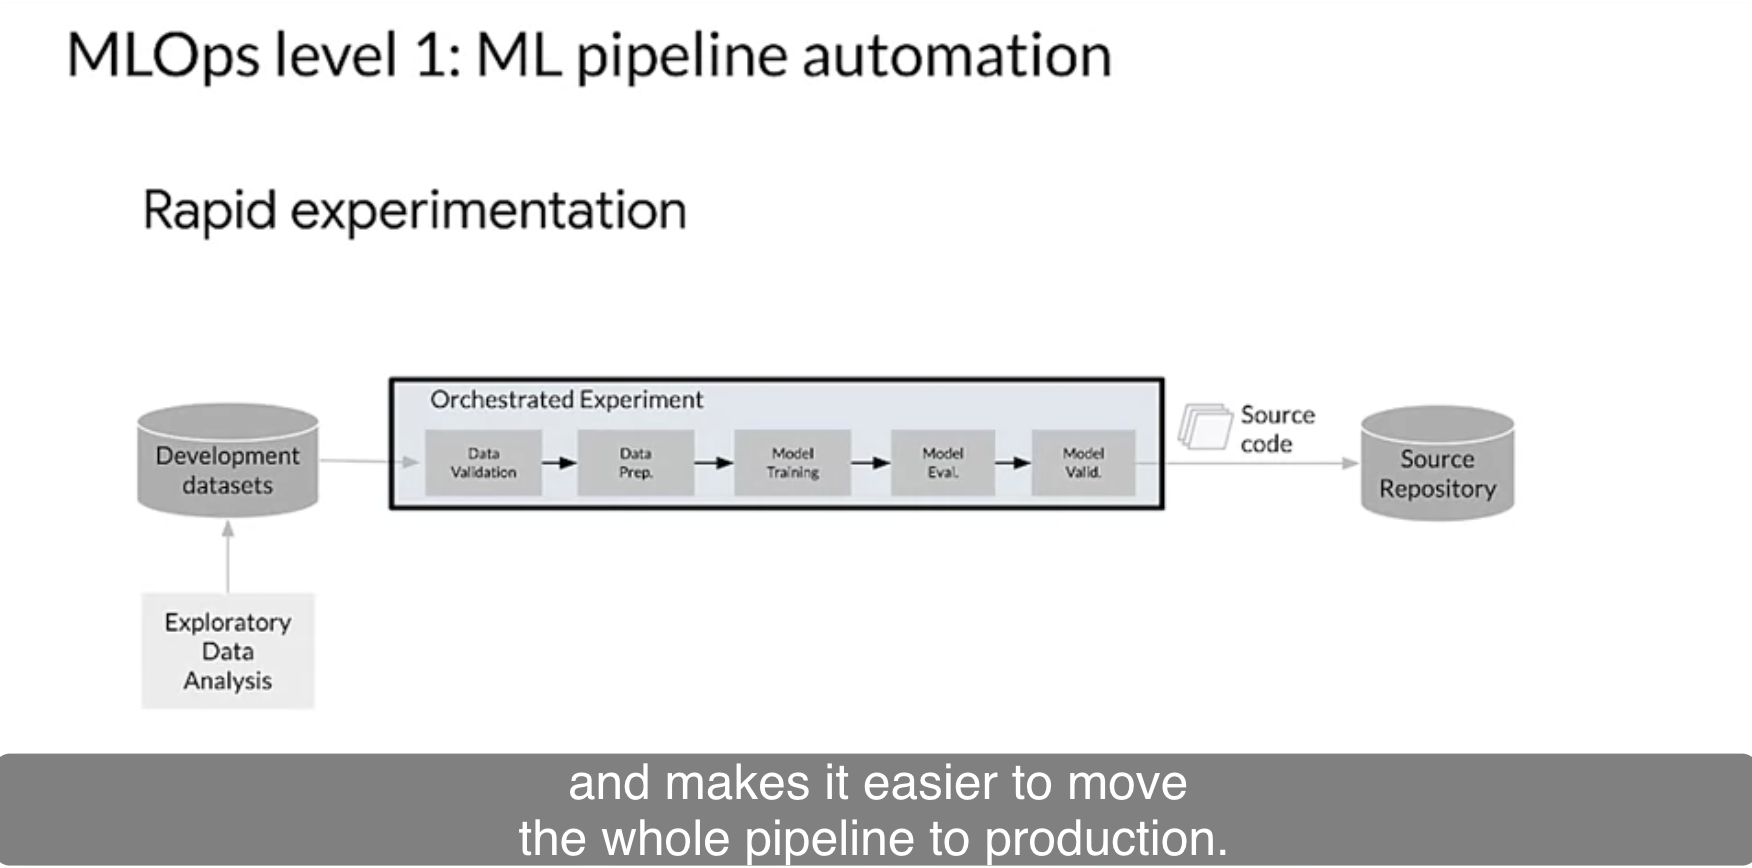 MLOps level 1: ML pipeline automation
Rapid experimentation
Orchestrated Experiment
Development
datasets
Data
Validation
Data
Prep.
Model
Training
Model
Eval.
Model
Valid.
Source
code
Source
Repository
Exploratory
Data
Analysis
and makes it easier to move
the whole pipeline to production.